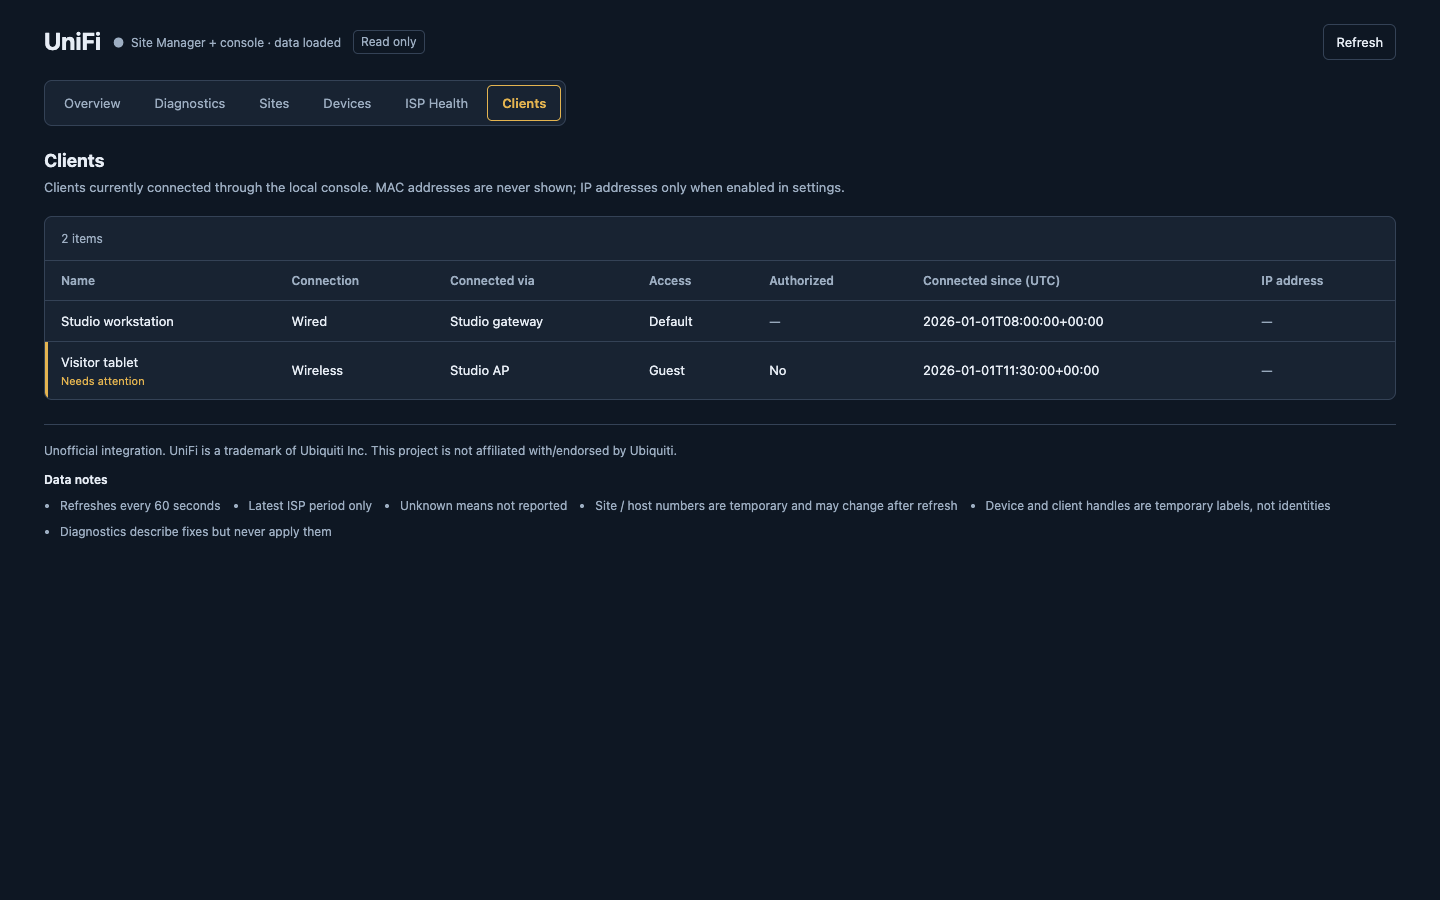 UniFi
Site Manager + console · data loaded
Read only
Refresh
Overview
Diagnostics
Sites
Devices
ISP Health
Clients
Clients
Clients currently connected through the local console. MAC addresses are never shown; IP addresses only when enabled in settings.
2 items
Name Connection Connected via Access Authorized Connected since (UTC) IP address
Studio workstation Wired Studio gateway Default — 2026-01-01T08:00:00+00:00 —
Visitor tablet Wireless Studio AP Guest No 2026-01-01T11:30:00+00:00 —
Needs attention
Unofficial integration. UniFi is a trademark of Ubiquiti Inc. This project is not affiliated with/endorsed by Ubiquiti.
Data notes
• Refreshes every 60 seconds • Latest ISP period only • Unknown means not reported • Site / host numbers are temporary and may change after refresh • Device and client handles are temporary labels, not identities
• Diagnostics describe fixes but never apply them